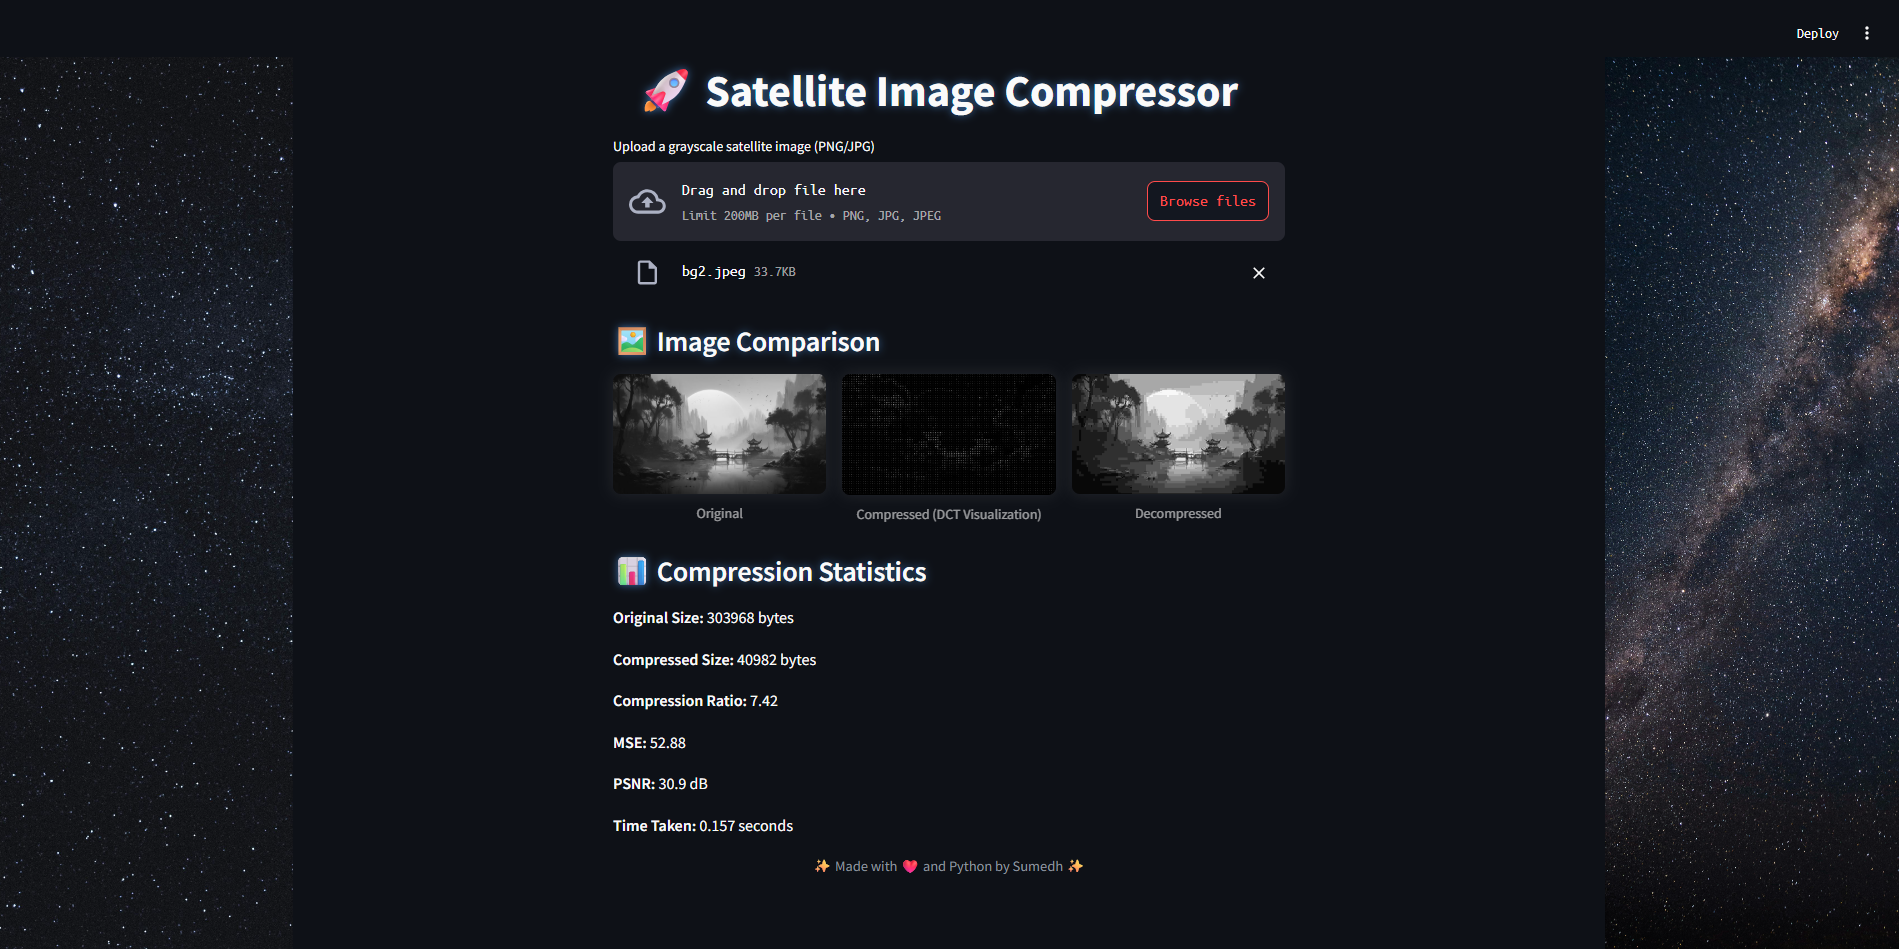 Deploy
🚀 Satellite Image Compressor
Upload a grayscale satellite image (PNG/JPG)
Drag and drop file here
Limit 200MB per file • PNG, JPG, JPEG
Browse files
bg2.jpeg 33.7KB
🖼️ Image Comparison
Original
Compressed (DCT Visualization)
Decompressed
📊 Compression Statistics
Original Size: 303968 bytes
Compressed Size: 40982 bytes
Compression Ratio: 7.42
MSE: 52.88
PSNR: 30.9 dB
Time Taken: 0.157 seconds
✨ Made with ❤️ and Python by Sumedh ✨